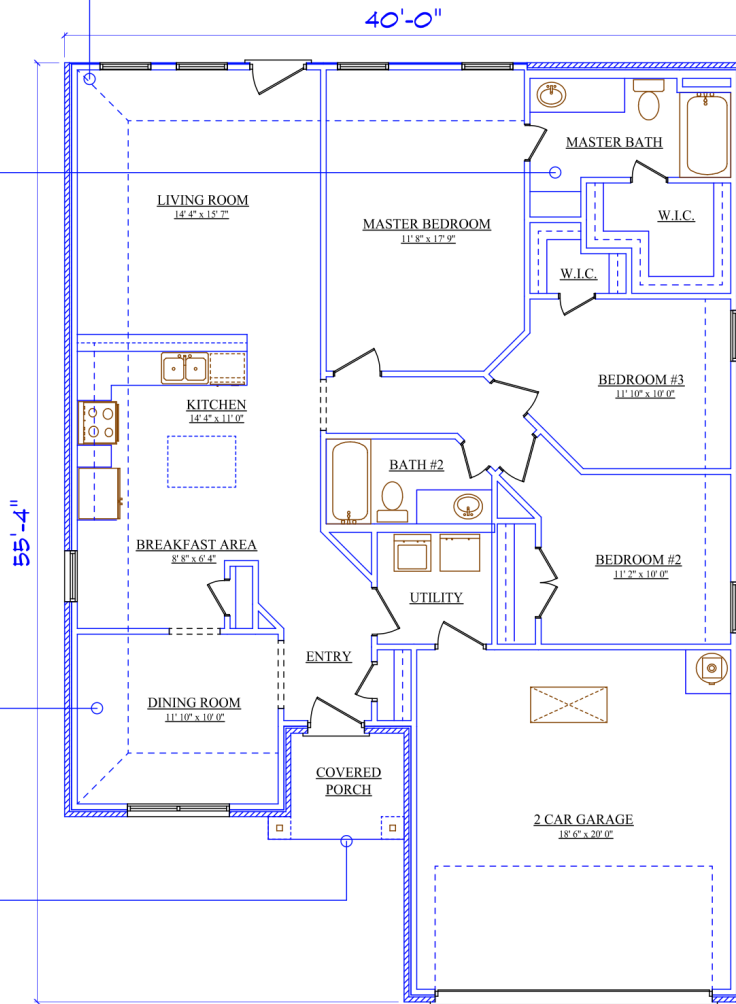 40'-0"
MASTER BATH
LIVING ROOM
14' 4" x 15' 7"
W.I.C.
MASTER BEDROOM
11' 8" x 17' 9"
W.I.C.
BEDROOM #3
11' 10" x 10' 0"
KITCHEN
14' 4" x 11' 0"
BATH #2
55'-4"
BREAKFAST AREA
8' 8" x 6' 4"
BEDROOM #2
11' 2" x 10' 0"
UTILITY
ENTRY
DINING ROOM
11' 10" x 10' 0"
COVERED
PORCH
2 CAR GARAGE
18' 6" x 20' 0"